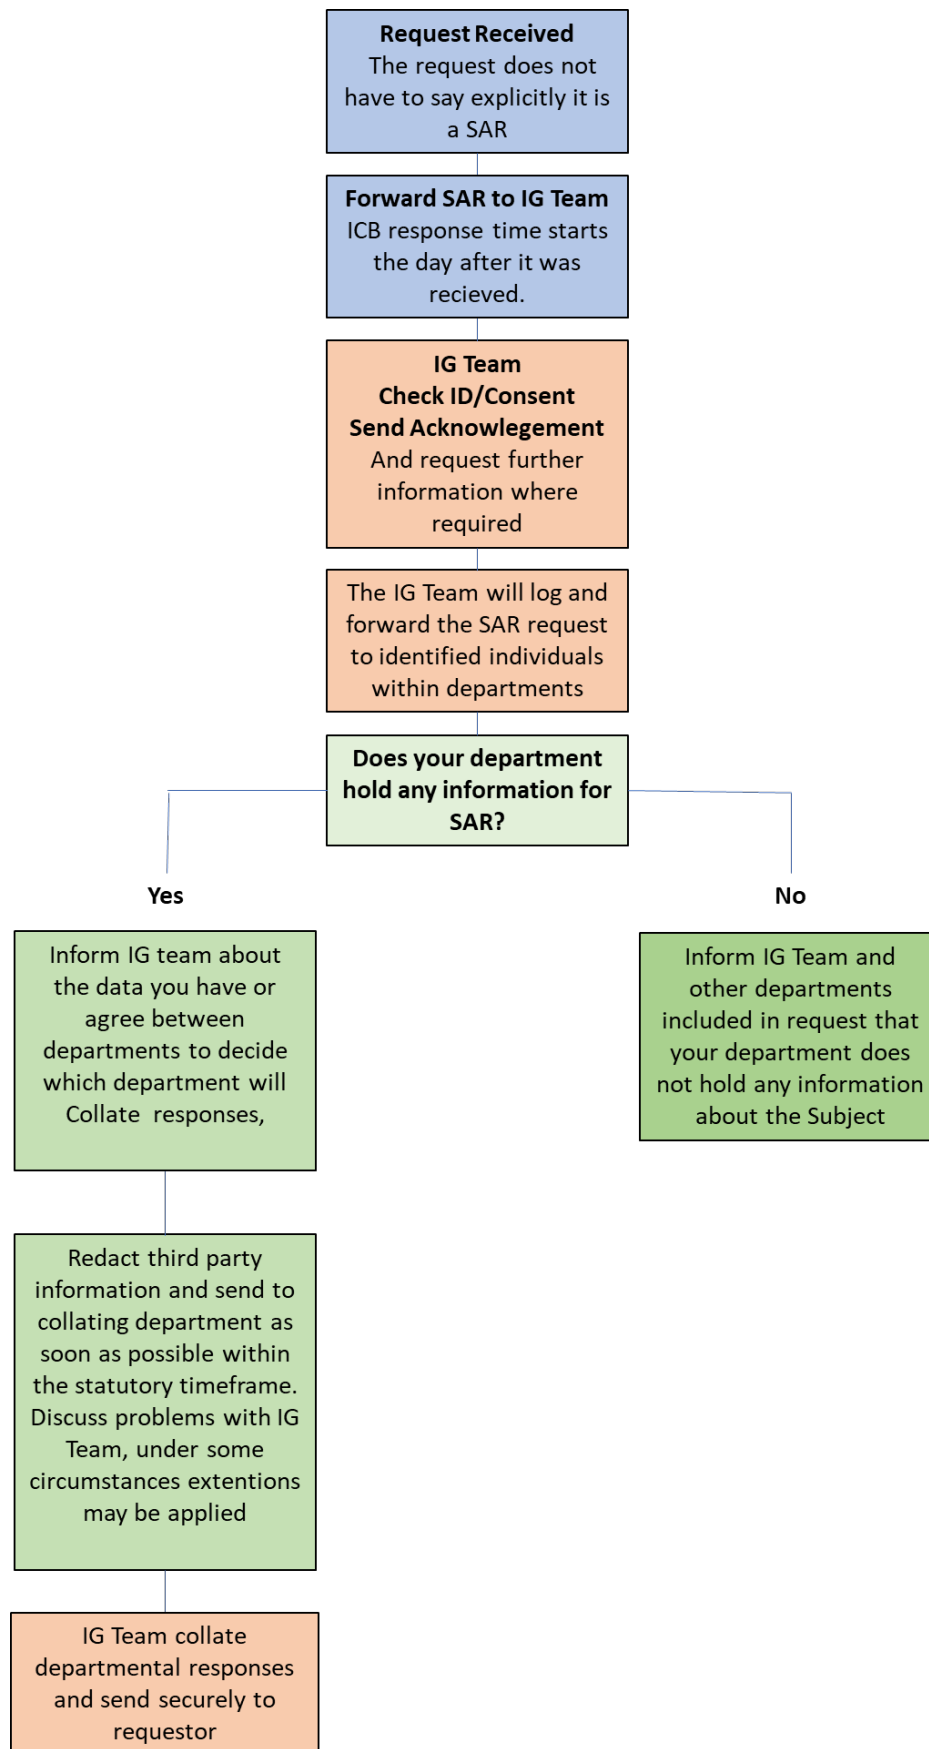 Request Received
The request does not
have to say explicitly it is
a SAR
Forward SAR to IG Team
ICB response time starts
the day after it was
recieved.
IG Team
Check ID/Consent
Send Acknowlegement
And request further
information where
required
The IG Team will log and
forward the SAR request
to identified individuals
within departments
Does your department
hold any information for
SAR?
Yes
No
Inform IG team about
the data you have or
agree between
departments to decide
which department will
Collate responses,
Inform IG Team and
other departments
included in request that
your department does
not hold any information
about the Subject
Redact third party
information and send to
collating department as
soon as possible within
the statutory timeframe.
Discuss problems with IG
Team, under some
circumstances extentions
may be applied
IG Team collate
departmental responses
and send securely to
requestor